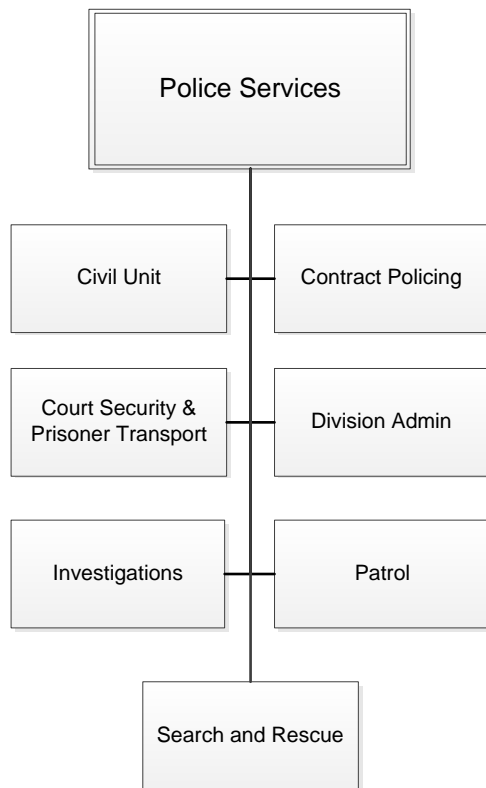 Police Services
Civil Unit
Contract Policing
Court Security &
Prisoner Transport
Division Admin
Investigations
Patrol
Search and Rescue